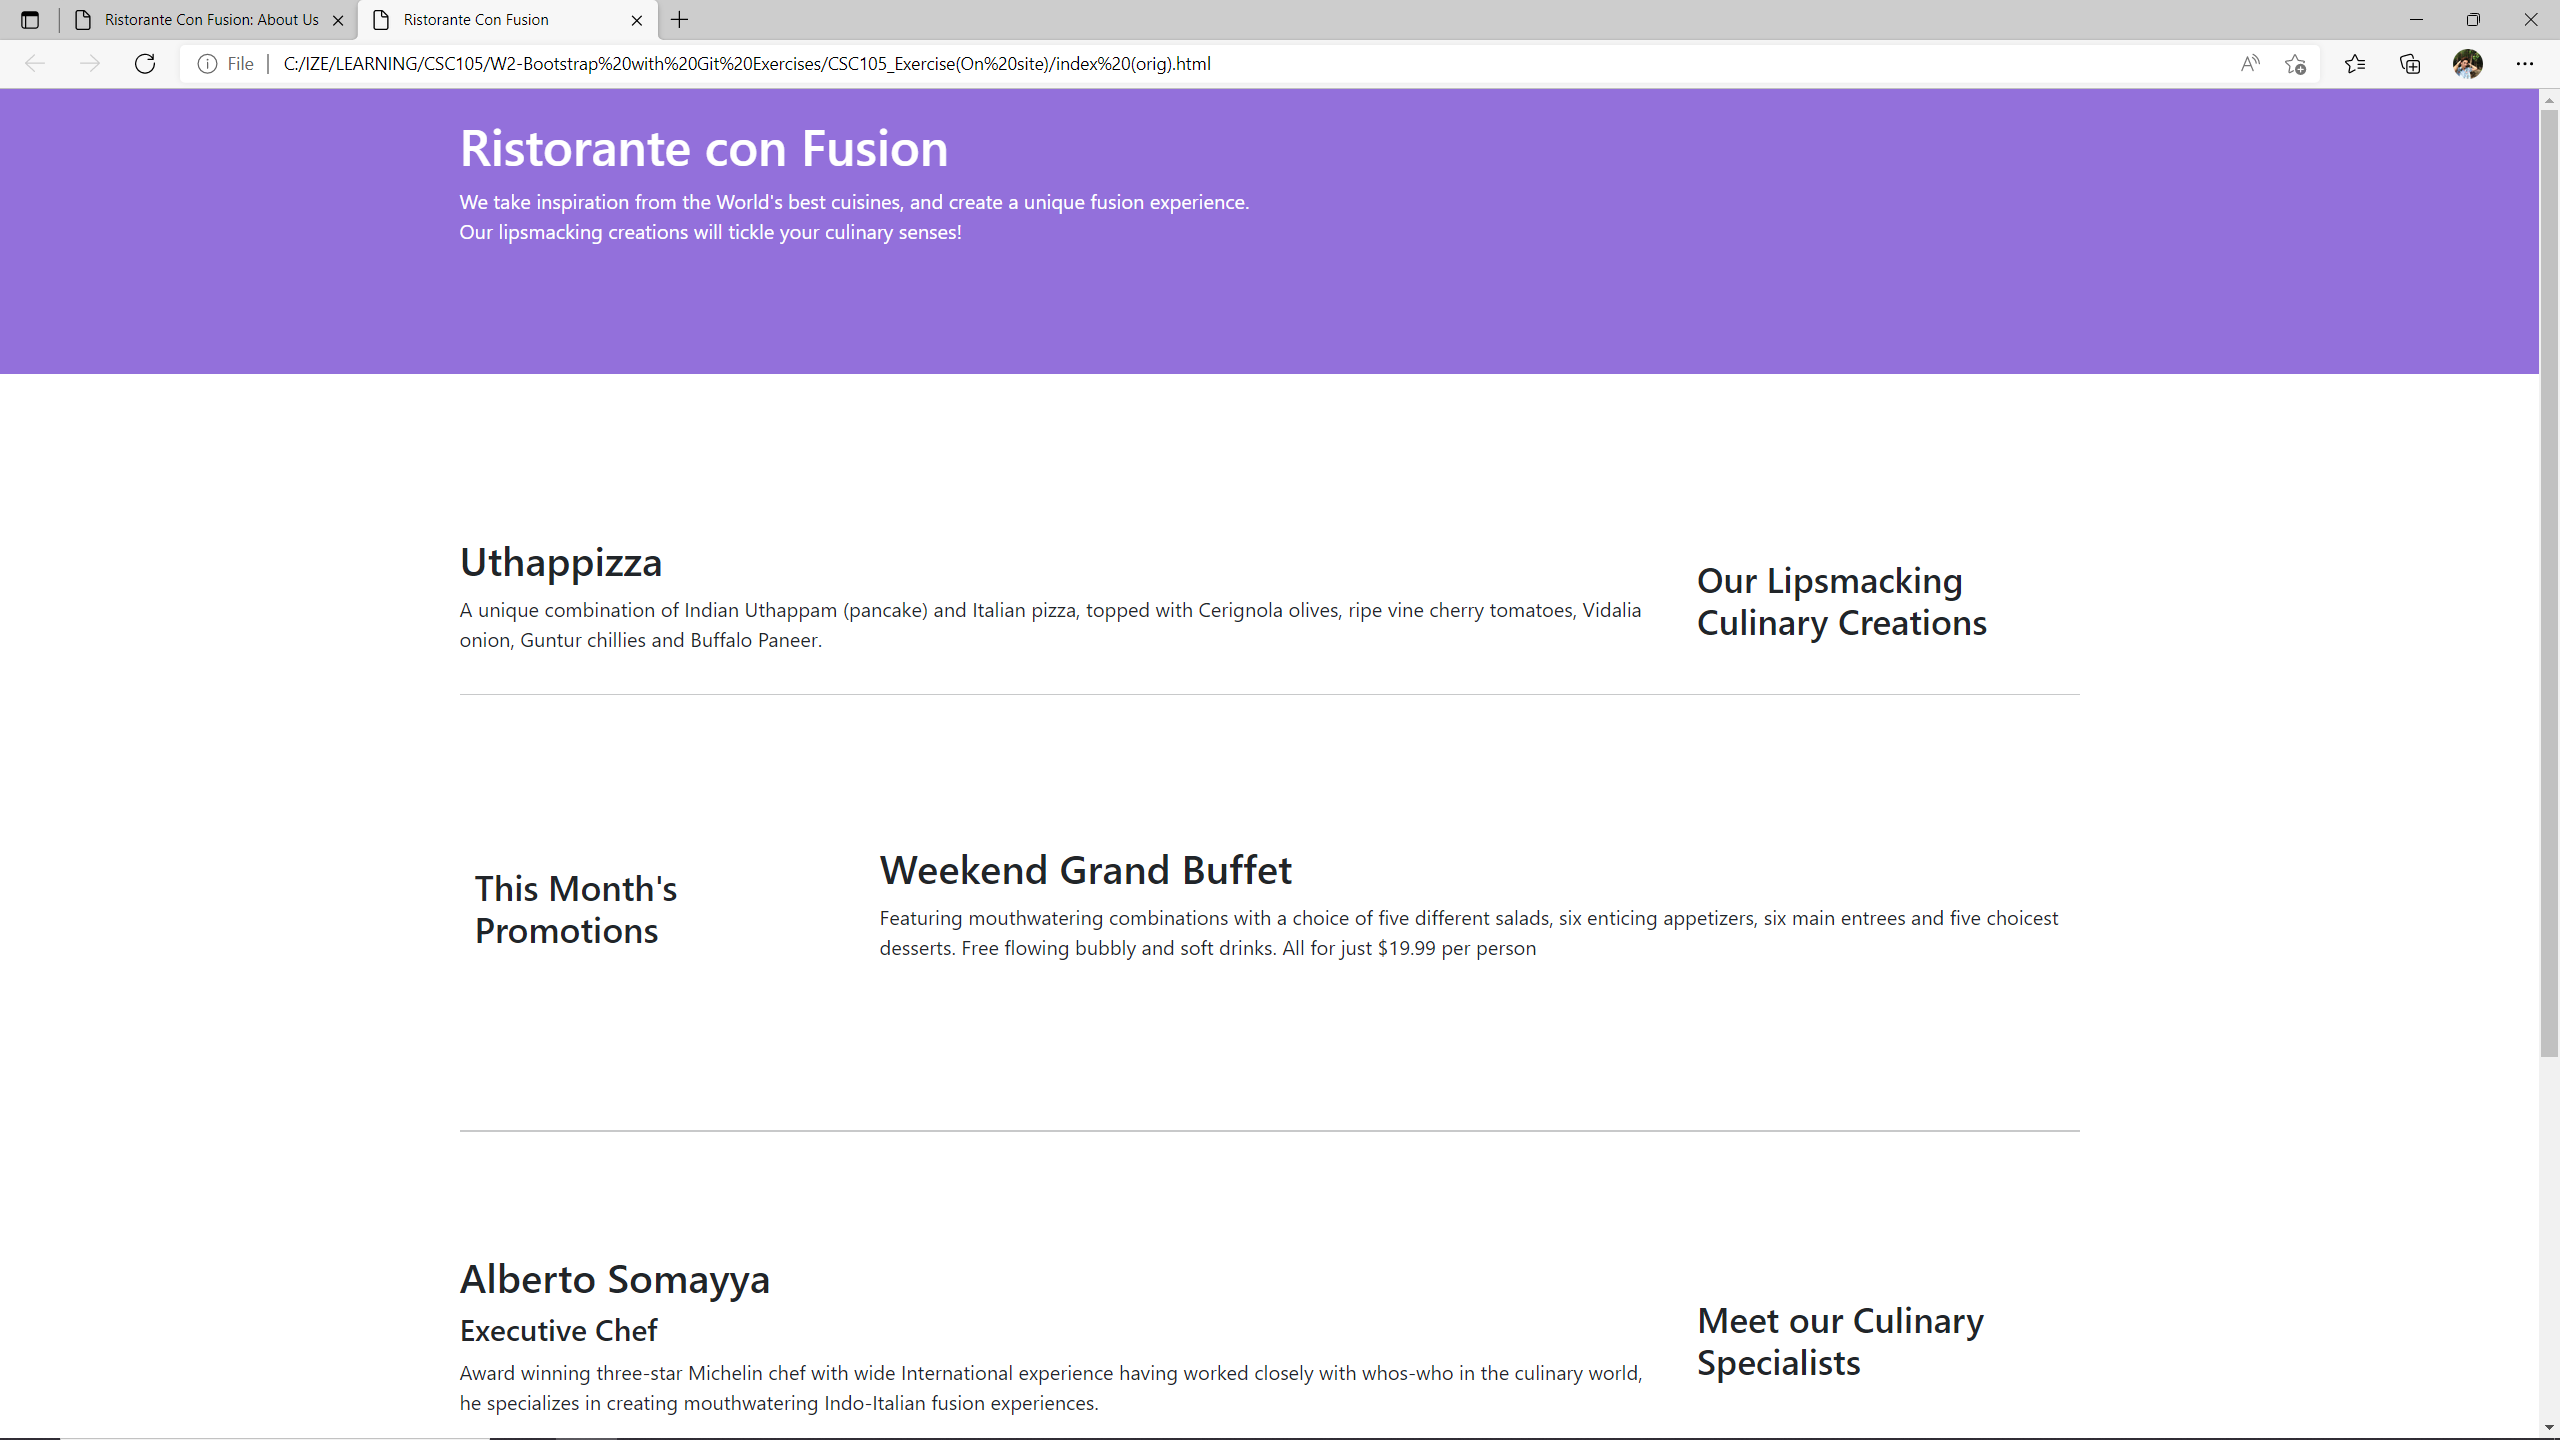 Ristorante Con Fusion: About Us
Ristorante Con Fusion
File
C:/IZE/LEARNING/CSC105/W2-Bootstrap%20with%20Git%20Exercises/CSC105_Exercise(On%20site)/index%20(orig).html
Ristorante con Fusion
We take inspiration from the World's best cuisines, and create a unique fusion experience.
Our lipsmacking creations will tickle your culinary senses!
Uthappizza
A unique combination of Indian Uthappam (pancake) and Italian pizza, topped with Cerignola olives, ripe vine cherry tomatoes, Vidalia
onion, Guntur chillies and Buffalo Paneer.
Our Lipsmacking
Culinary Creations
This Month's
Promotions
Weekend Grand Buffet
Featuring mouthwatering combinations with a choice of five different salads, six enticing appetizers, six main entrees and five choicest
desserts. Free flowing bubbly and soft drinks. All for just $19.99 per person
Alberto Somayya
Executive Chef
Award winning three-star Michelin chef with wide International experience having worked closely with whos-who in the culinary world,
he specializes in creating mouthwatering Indo-Italian fusion experiences.
Meet our Culinary
Specialists